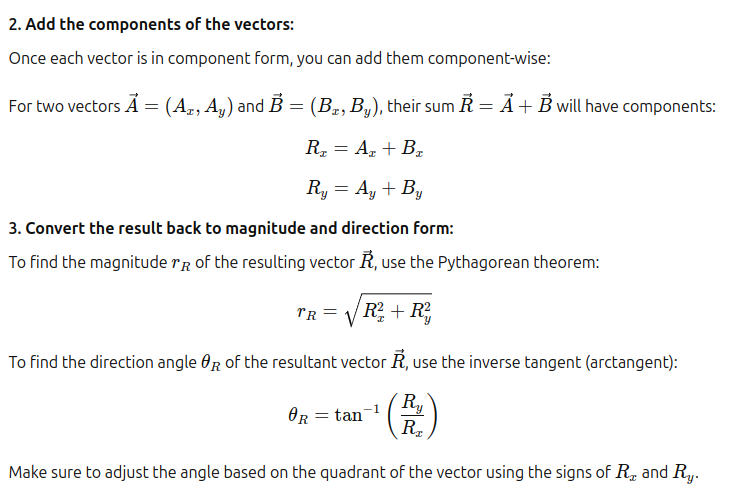 2. Add the components of the vectors:
Once each vector is in component form, you can add them component-wise:
For two vectors $\vec{A} = (A_x, A_y)$ and $\vec{B} = (B_x, B_y)$, their sum $\vec{R} = \vec{A} + \vec{B}$ will have components:
$R_x = A_x + B_x$
$R_y = A_y + B_y$
3. Convert the result back to magnitude and direction form:
To find the magnitude $r_R$ of the resulting vector $\vec{R}$, use the Pythagorean theorem:
$r_R = \sqrt{R_x^2 + R_y^2}$
To find the direction angle $\theta_R$ of the resultant vector $\vec{R}$, use the inverse tangent (arctangent):
$\theta_R = \tan^{-1}\left(\frac{R_y}{R_x}\right)$
Make sure to adjust the angle based on the quadrant of the vector using the signs of $R_x$ and $R_y$.